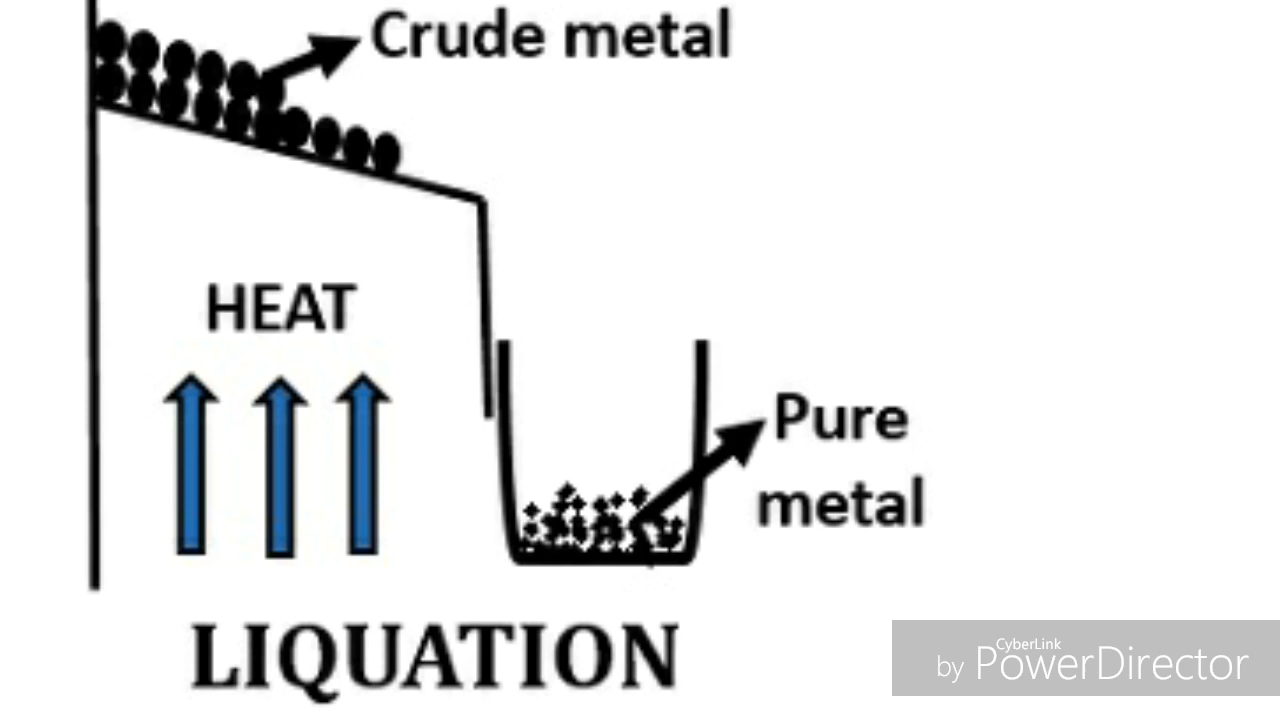 Crude metal
HEAT
Pure
metal
LIQUATION
CyberLink
by PowerDirector